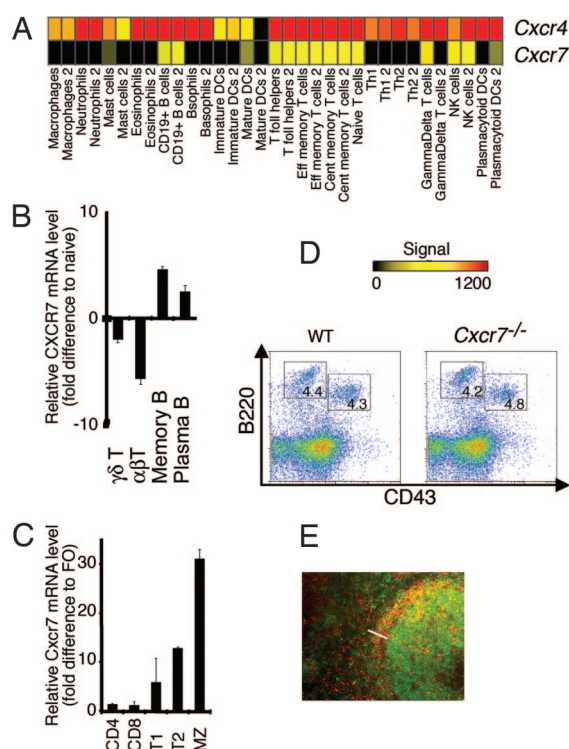 A
Cxcr4
Cxcr7
Macrophages
Macrophages 2
Neutrophils
Neutrophils 2
Mast cells
Mast cells 2
Eosinophils
Eosinophils 2
CD19+ B cells
CD19+ B cells 2
Bsophils
Basophils 2
Immature DCs
Immature DCs 2
Mature DCs
Mature DCs 2
T foll helpers
T foll helpers 2
Eff memory T cells
Eff memory T cells 2
Cent memory T cells
Cent memory T cells 2
Naive T cells
Th1
Th1 2
Th2
Th2 2
GammaDelta T cells
GammaDelta T cells 2
NK cells
NK cells 2
Plasmacytoid DCs
Plasmacytoid DCs 2
B
Relative CXCR7 mRNA level
(fold difference to naive)
10
0
-10
γδ T
αβT
Memory B
Plasma B
D
Signal
0 1200
WT
Cxcr7-/-
B220
4.4
4.3
4.2
4.8
CD43
C
Relative Cxcr7 mRNA level
(fold difference to FO)
30
20
10
0
CD4
CD8
T1
T2
MZ
E